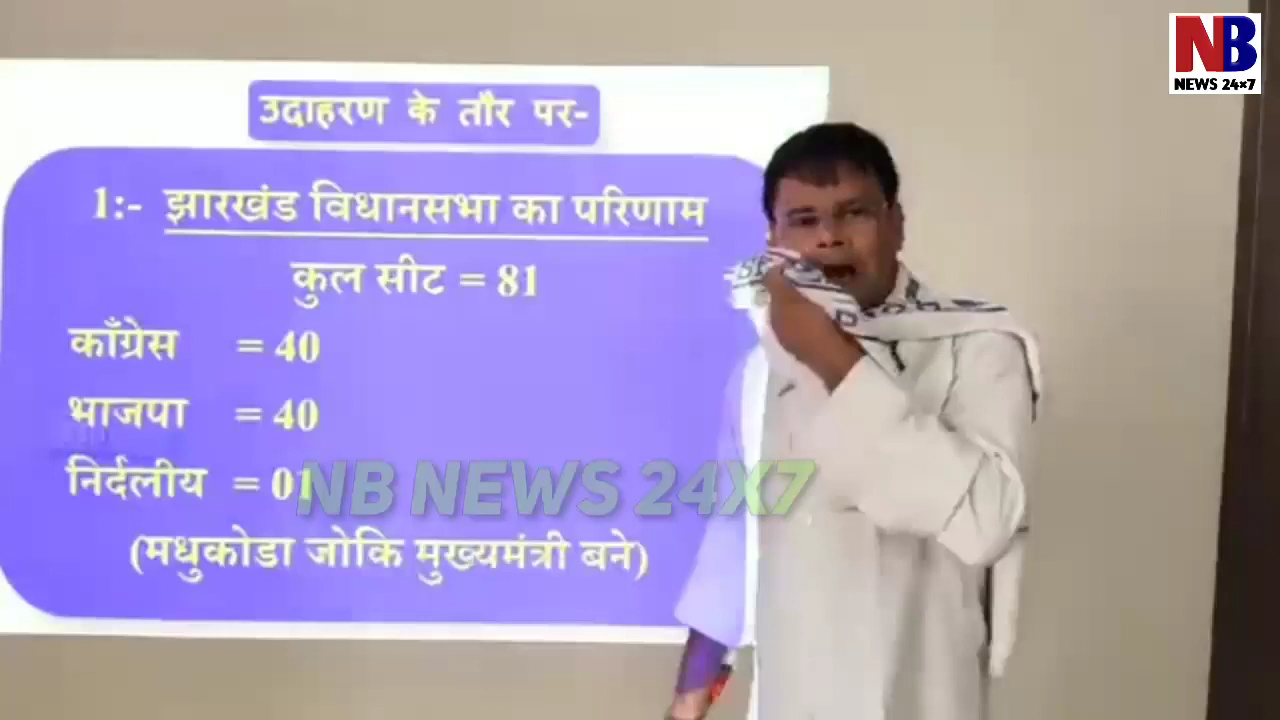 उदाहरण के तौर पर-
1:- झारखंड विधानसभा का परिणाम
कुल सीट = 81
काँग्रेस = 40
भाजपा = 40
निर्दलीय = 01
(मधुकोडा जोकि मुख्यमंत्री बने)
NB NEWS 24X7
NB
NEWS 24×7